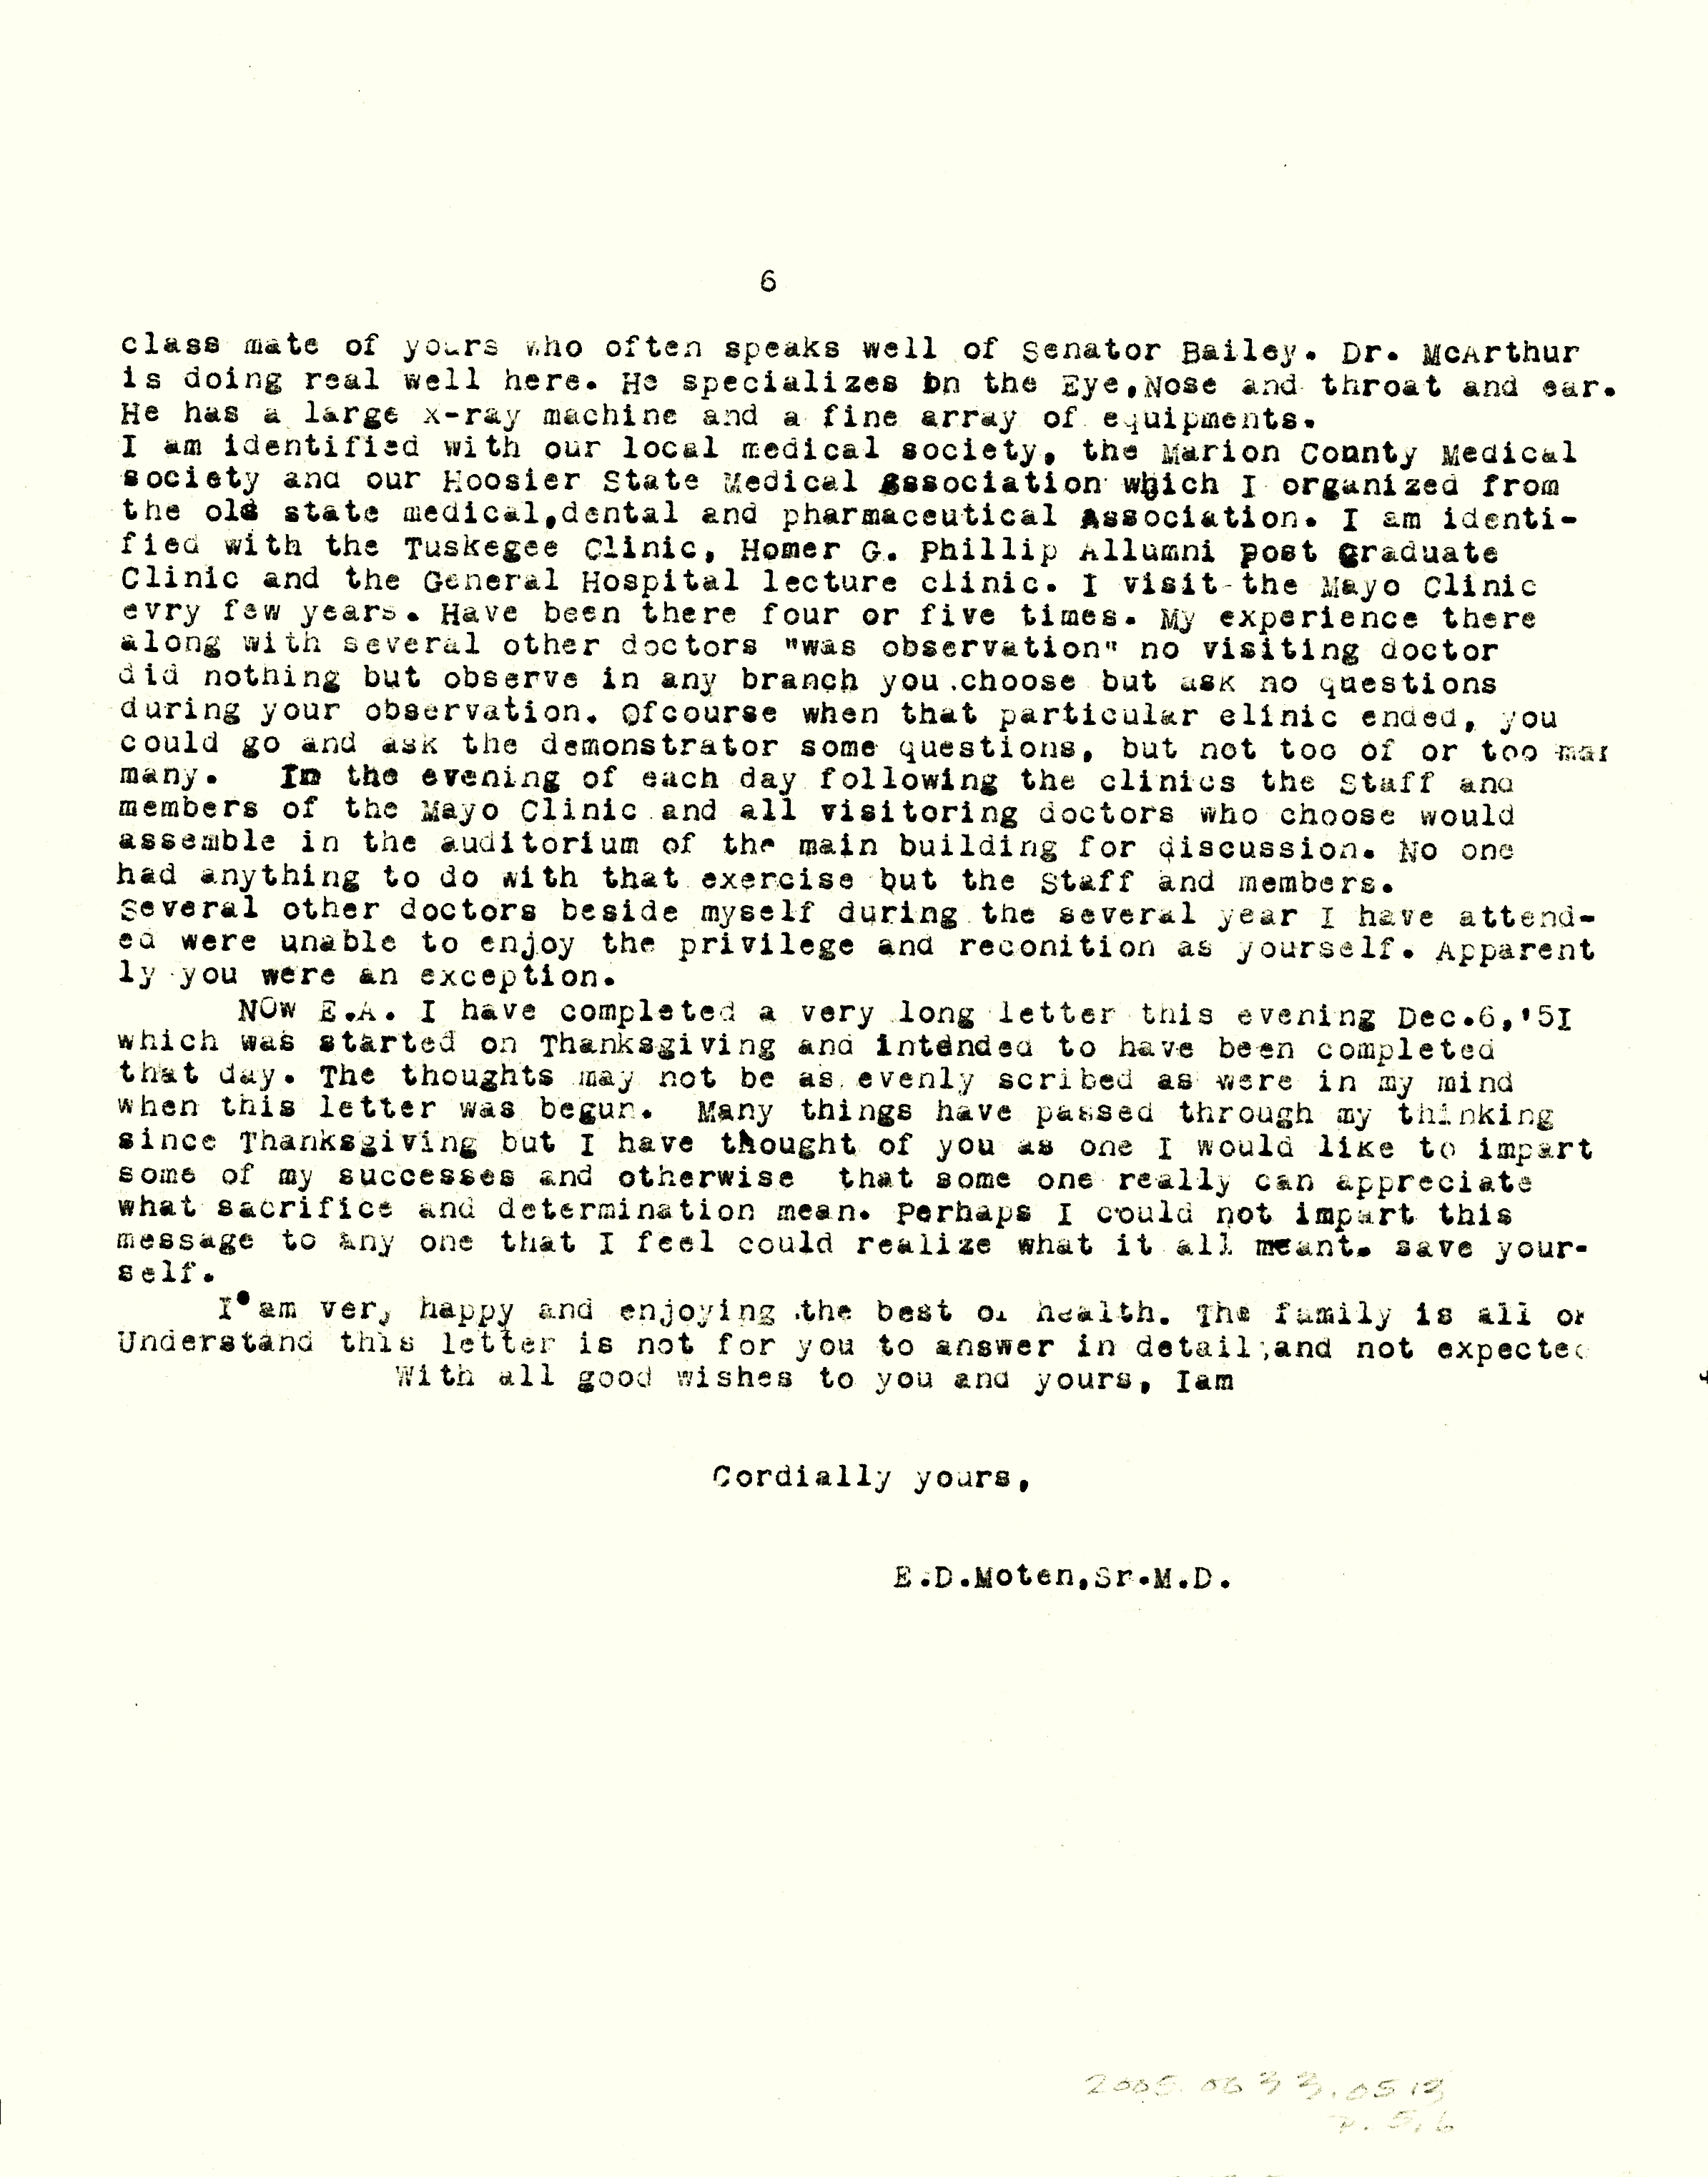 6
class mate of yours who often speaks well of Senator Bailey. Dr. McArthur
is doing real well here. He specializes on the Eye,Nose and throat and ear.
He has a large x-ray machine and a fine array of equipments.
I am identified with our local medical society, the Marion County Medical
society and our Hoosier State Medical Association which I organized from
the old state medical,dental and pharmaceutical Association. I am identi-
fied with the Tuskegee Clinic, Homer G. Phillip Allumni Post Graduate
Clinic and the General Hospital lecture clinic. I visit the Mayo Clinic
evry few years. Have been there four or five times. My experience there
along with several other doctors "was observation" no visiting doctor
did nothing but observe in any branch you choose but ask no questions
during your observation. Ofcourse when that particular clinic ended, you
could go and ask the demonstrator some questions, but not too of or too mar
many. In the evening of each day following the clinics the Staff and
members of the Mayo Clinic and all visitoring doctors who choose would
assemble in the auditorium of the main building for discussion. No one
had anything to do with that exercise but the Staff and members.
Several other doctors beside myself during the several year I have attend-
ed were unable to enjoy the privilege and reconition as yourself. Apparent
ly you were an exception.
NOw E.A. I have completed a very long letter this evening Dec.6,'5I
which was started on Thanksgiving and intended to have been completed
that day. The thoughts may not be as evenly scribed as were in my mind
when this letter was begun. Many things have passed through my thinking
since Thanksgiving but I have thought of you as one I would like to impart
some of my successes and otherwise that some one really can appreciate
what sacrifice and determination mean. Perhaps I could not impart this
message to any one that I feel could realize what it all meant. save your-
self.
I am very happy and enjoying the best of health. The family is all ok
Understand this letter is not for you to answer in detail;and not expected
With all good wishes to you and yours, Iam
Cordially yours,
E.D.Moten,Sr.M.D.
2005.0633.0513
p. 5,6